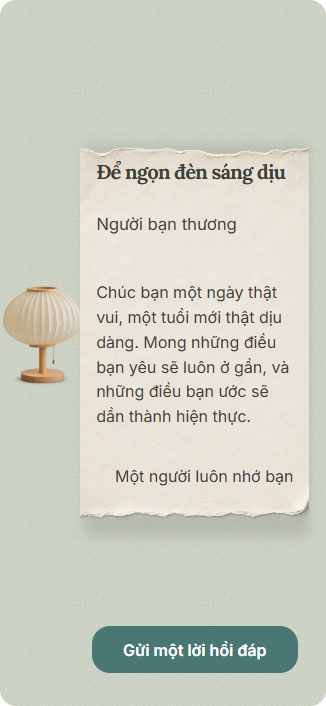 Để ngọn đèn sáng dịu
Người bạn thương
Chúc bạn một ngày thật
vui, một tuổi mới thật dịu
dàng. Mong những điều
bạn yêu sẽ luôn ở gần, và
những điều bạn ước sẽ
dần thành hiện thực.
Một người luôn nhớ bạn
Gửi một lời hồi đáp